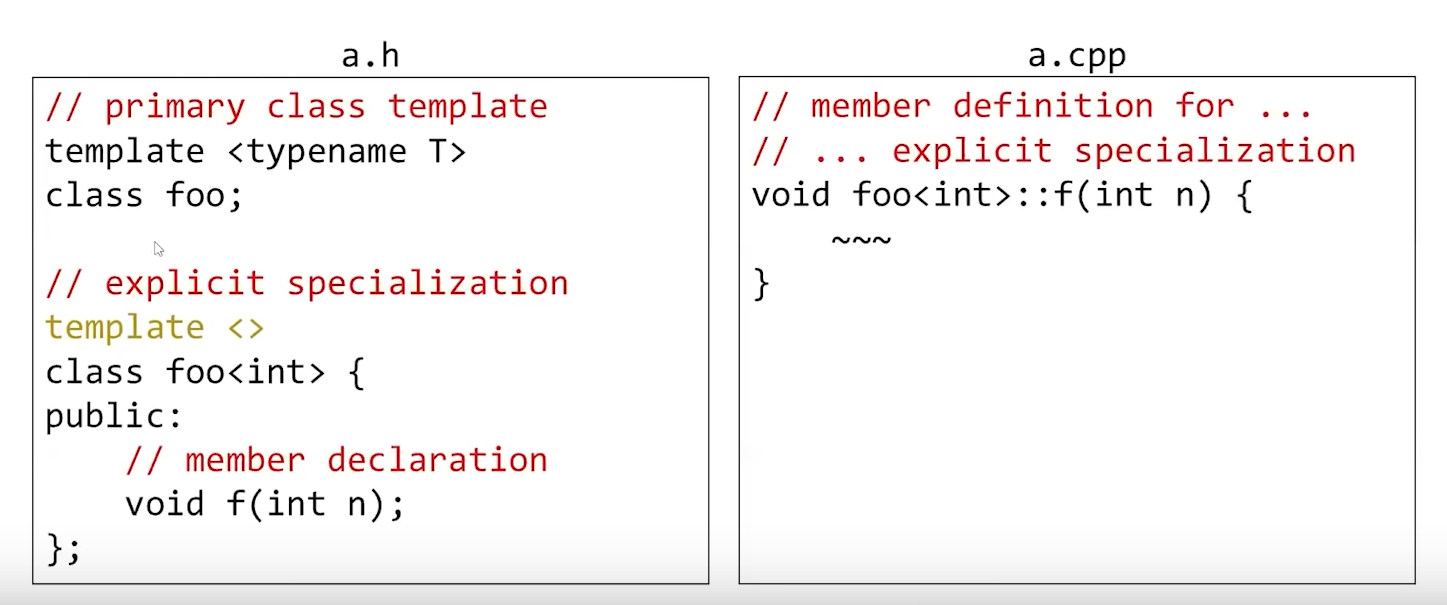 a.h
// primary class template
template <typename T>
class foo;
// explicit specialization
template <>
class foo<int> {
public:
    // member declaration
    void f(int n);
};
a.cpp
// member definition for ...
// ... explicit specialization
void foo<int>::f(int n) {
    ~~~
}